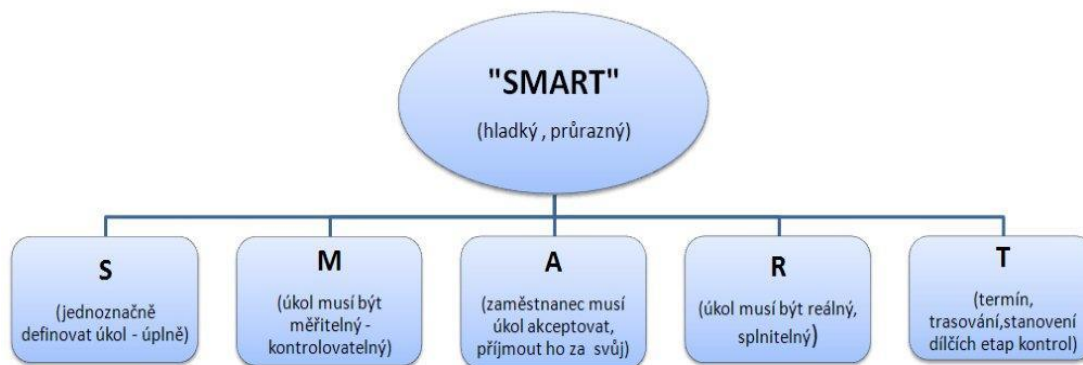 "SMART"
(hladký , průrazný)
S
(jednoznačně
definovat úkol - úplně)
M
(úkol musí být
měřitelný -
kontrolovatelný)
A
(zaměstnanec musí
úkol akceptovat,
příjmout ho za svůj)
R
(úkol musí být reálný,
splnitelný)
T
(termín,
trasování,stanovení
dílčích etap kontrol)